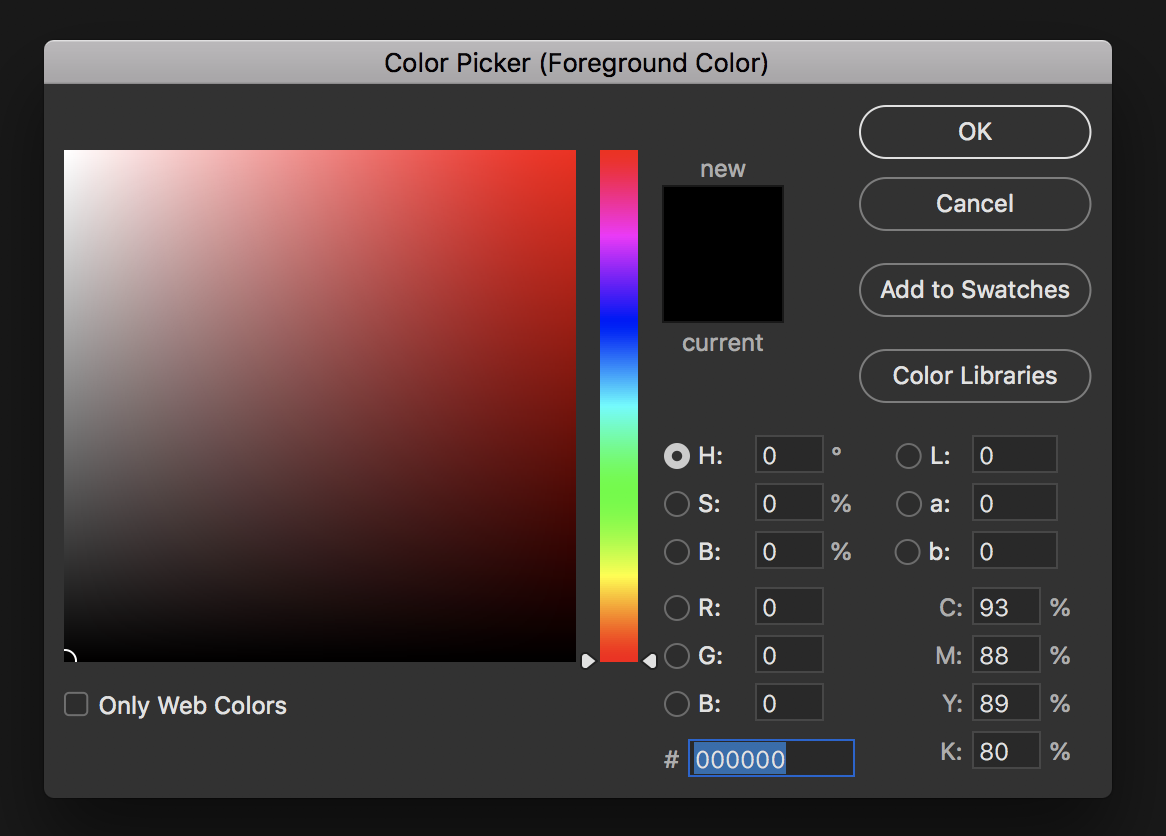 Color Picker (Foreground Color)
OK
new
Cancel
Add to Swatches
current
Color Libraries
H: 0 °
L: 0
S: 0 %
a: 0
B: 0 %
b: 0
R: 0
C: 93 %
G: 0
M: 88 %
B: 0
Y: 89 %
Only Web Colors
# 000000
K: 80 %